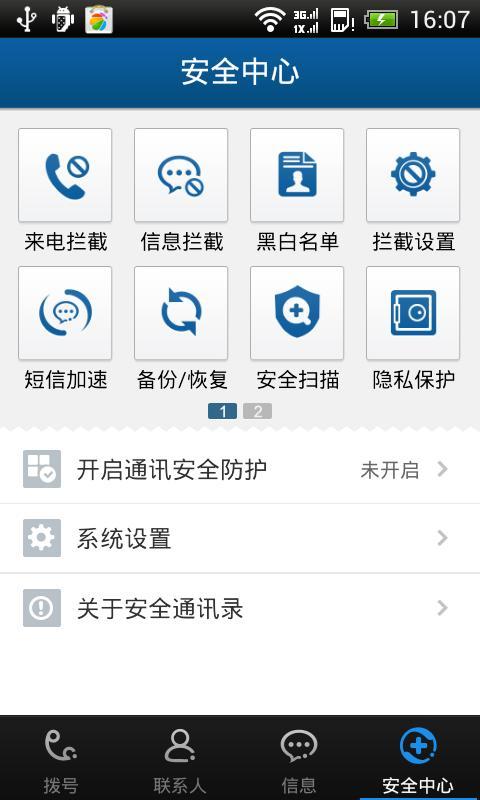 3G 1X 16:07
安全中心
来电拦截 信息拦截 黑白名单 拦截设置
短信加速 备份/恢复 安全扫描 隐私保护
1 2
开启通讯安全防护 未开启
系统设置
关于安全通讯录
拨号 联系人 信息 安全中心